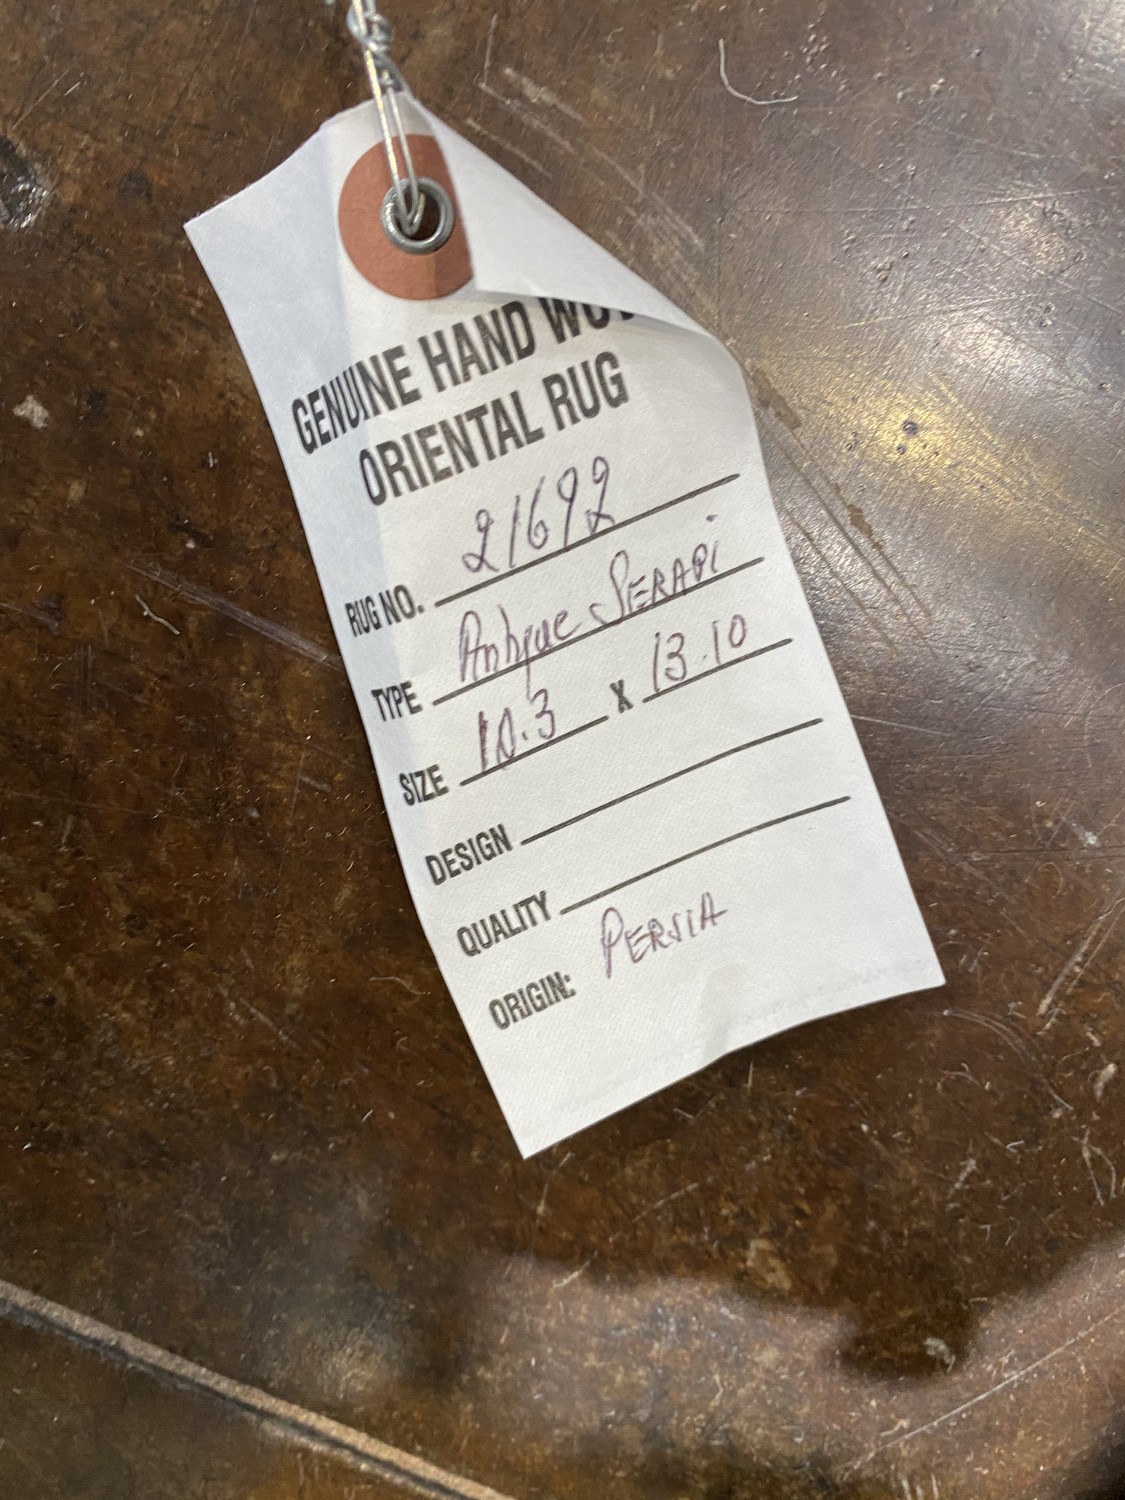 GENUINE HAND
ORIENTAL RUG
RUG NO. 21692
TYPE Antique SERAPI
SIZE 10.3 X 13.10
DESIGN
QUALITY
ORIGIN: PERSIA